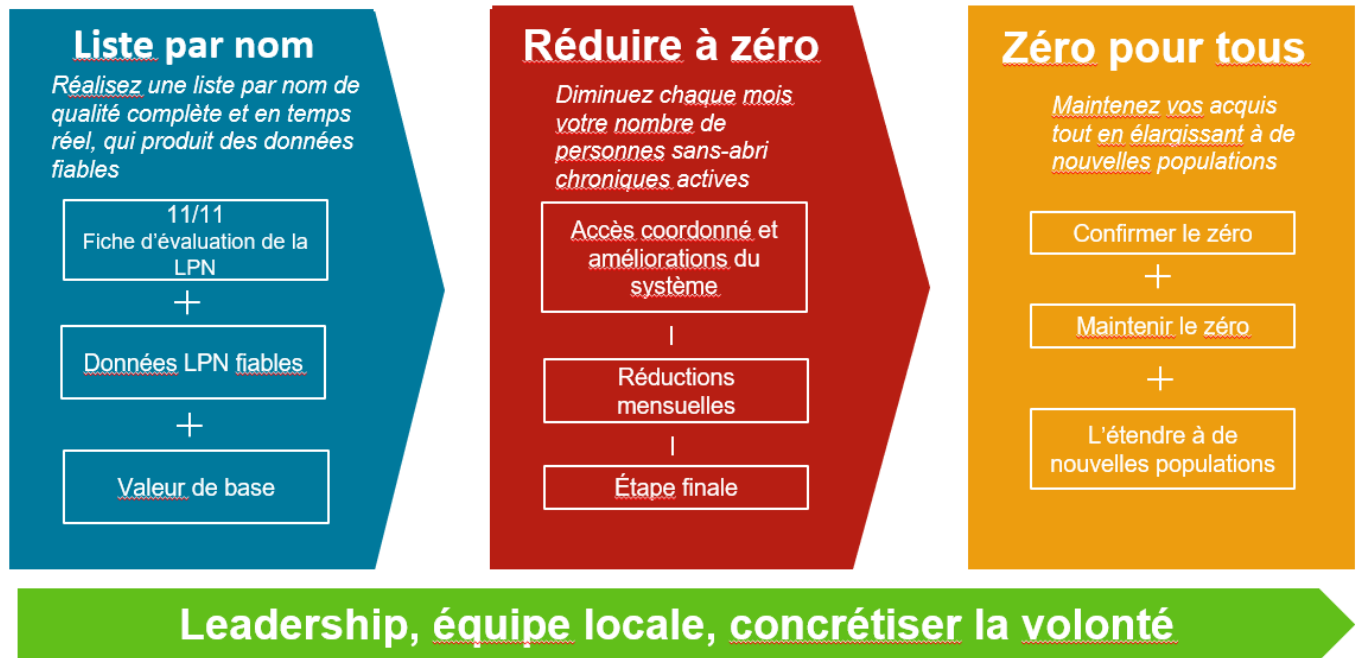 Liste par nom
Réalisez une liste par nom de
qualité complète et en temps
réel, qui produit des données
fiables
11/11
Fiche d'évaluation de la
LPN
+
Données LPN fiables
+
Valeur de base
Réduire à zéro
Diminuez chaque mois
votre nombre de
personnes sans-abri
chroniques actives
Accès coordonné et
améliorations du
système
Réductions
mensuelles
Étape finale
Zéro pour tous
Maintenez vos acquis
tout en élargissant à de
nouvelles populations
Confirmer le zéro
+
Maintenir le zéro
+
L'étendre à de
nouvelles populations
Leadership, équipe locale, concrétiser la volonté